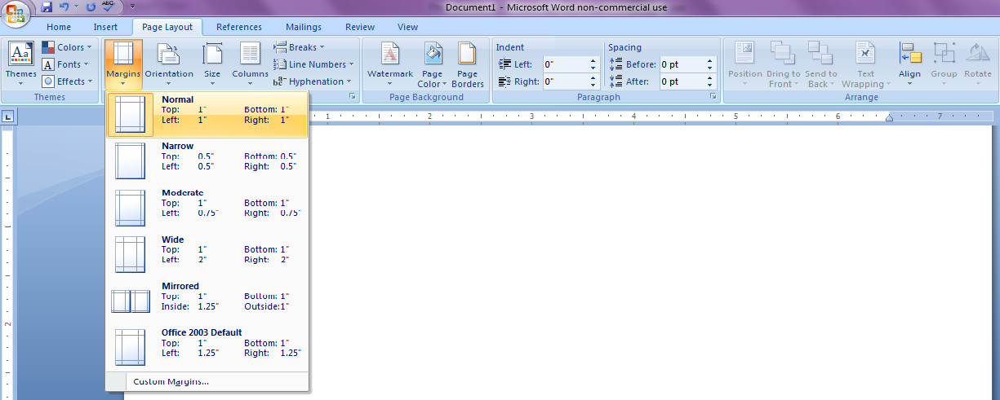 Document1 - Microsoft Word non-commercial use
Home Insert Page Layout References Mailings Review View
Themes
Colors
Fonts
Effects
Themes
Margins Orientation Size Columns
Breaks
Line Numbers
Hyphenation
Watermark Page Color Page Borders
Page Background
Indent
Left: 0"
Right: 0"
Spacing
Before: 0 pt
After: 0 pt
Paragraph
Position Bring to Front Send to Back Text Wrapping Align Group Rotate
Arrange
Normal
Top: 1" Bottom: 1"
Left: 1" Right: 1"
Narrow
Top: 0.5" Bottom: 0.5"
Left: 0.5" Right: 0.5"
Moderate
Top: 1" Bottom: 1"
Left: 0.75" Right: 0.75"
Wide
Top: 1" Bottom: 1"
Left: 2" Right: 2"
Mirrored
Top: 1" Bottom: 1"
Inside: 1.25" Outside: 1"
Office 2003 Default
Top: 1" Bottom: 1"
Left: 1.25" Right: 1.25"
Custom Margins...
1 2 3 4 5 6 7
1
2